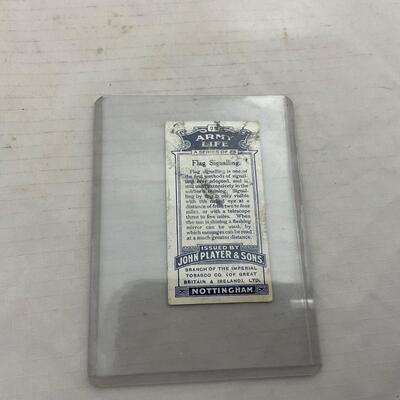 ARMY
LIFE
A SERIES OF 25
Flag Signalling.
Flag signalling is one of
the first methods of signal-
ling ever adopted, and is
still used extensively in the
soldier's training. Signal-
ling by flag is only visible
with the naked eye at a
distance of from two to four
miles, or with a telescope
three to five miles. When
the sun is shining a flashing
mirror can be used, by
which messages can be read
at a much greater distance.
ISSUED BY
JOHN PLAYER & SONS
BRANCH OF THE IMPERIAL
TOBACCO CO. (OF GREAT
BRITAIN & IRELAND), LTD.
NOTTINGHAM